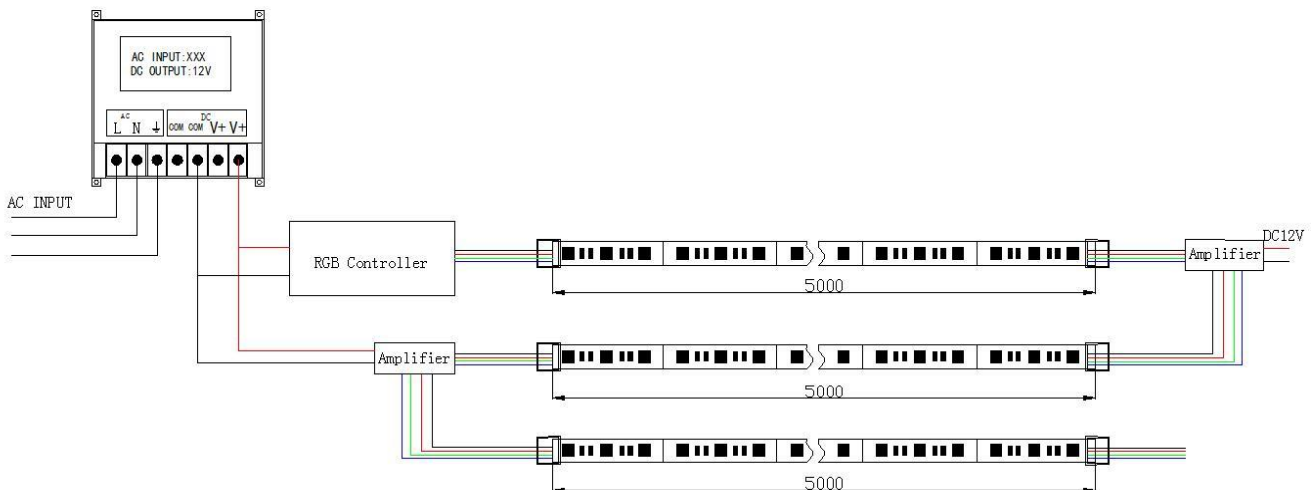 AC INPUT:XXX
DC OUTPUT:12V
AC DC
L N COM COM V+ V+
AC INPUT
RGB Controller
DC12V
Amplifier
5000
Amplifier
5000
5000